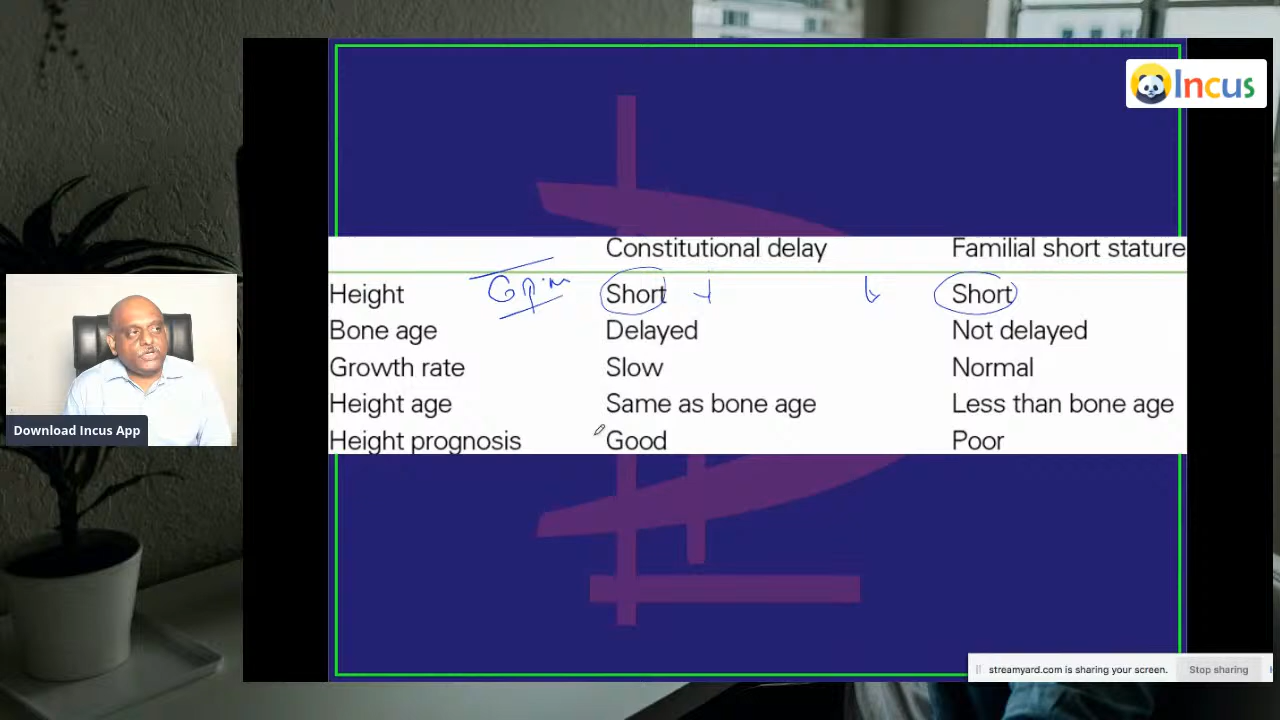 Incus
Constitutional delay Familial short stature
Height Short Short
Bone age Delayed Not delayed
Growth rate Slow Normal
Height age Same as bone age Less than bone age
Height prognosis Good Poor
Download Incus App
streamyard.com is sharing your screen. Stop sharing